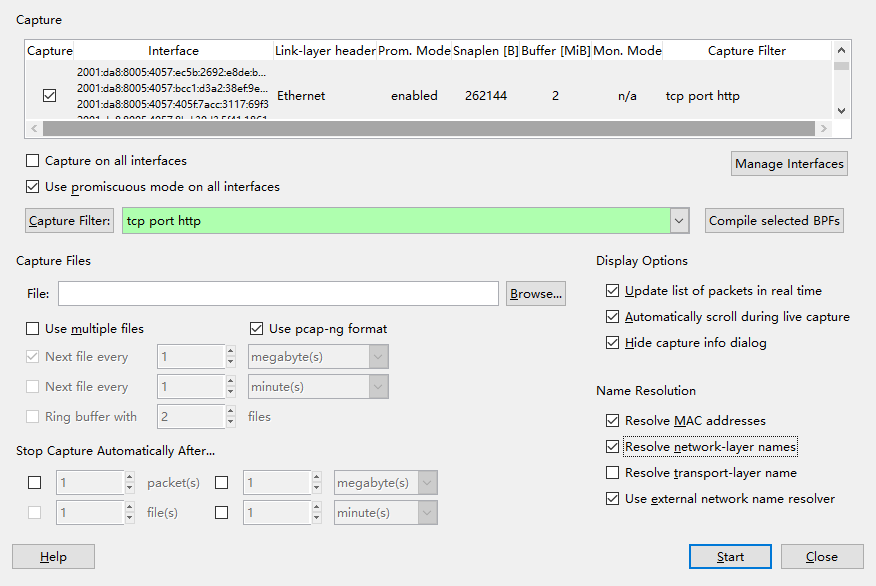 Capture
Capture Interface Link-layer header Prom. Mode Snaplen [B] Buffer [MiB] Mon. Mode Capture Filter
2001:da8:8005:4057:ec5b:2692:e8de:b...
2001:da8:8005:4057:bcc1:d3a2:38ef:9e...
2001:da8:8005:4057:405f7:acc:3117:69f3
Ethernet enabled 262144 2 n/a tcp port http
Capture on all interfaces
Manage Interfaces
Use promiscuous mode on all interfaces
Capture Filter: tcp port http Compile selected BPFs
Capture Files
File: Browse...
Use multiple files Use pcap-ng format
Next file every 1 megabyte(s)
Next file every 1 minute(s)
Ring buffer with 2 files
Stop Capture Automatically After...
1 packet(s) 1 megabyte(s)
1 file(s) 1 minute(s)
Display Options
Update list of packets in real time
Automatically scroll during live capture
Hide capture info dialog
Name Resolution
Resolve MAC addresses
Resolve network-layer names
Resolve transport-layer name
Use external network name resolver
Help Start Close